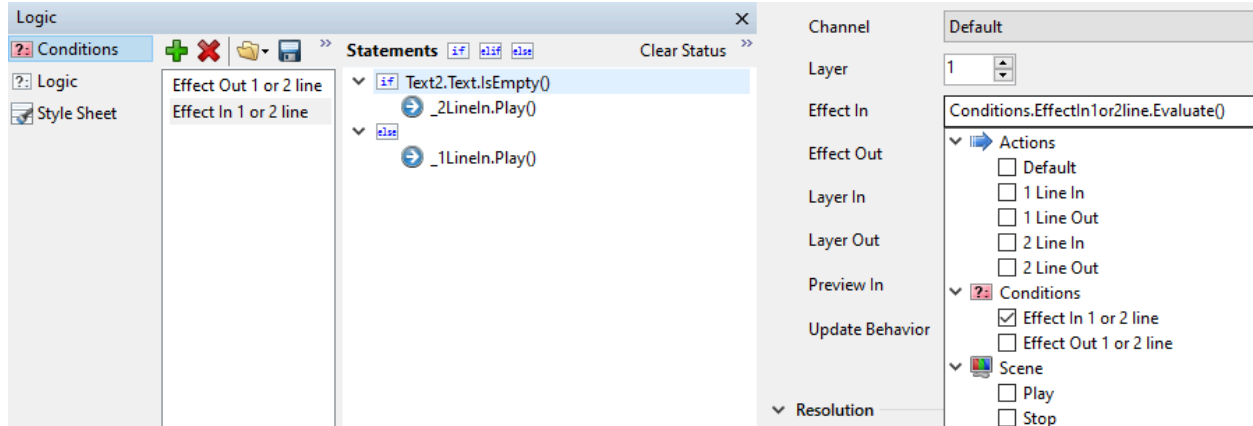 Logic
Conditions
Logic
Style Sheet
Effect Out 1 or 2 line
Effect In 1 or 2 line
Statements if elif else Clear Status
if Text2.Text.IsEmpty()
_2LineIn.Play()
else
_1LineIn.Play()
Channel Default
Layer 1
Effect In Conditions.EffectIn1or2line.Evaluate()
Effect Out
Layer In
Layer Out
Preview In
Update Behavior
Resolution
Actions
Default
1 Line In
1 Line Out
2 Line In
2 Line Out
Conditions
Effect In 1 or 2 line
Effect Out 1 or 2 line
Scene
Play
Stop